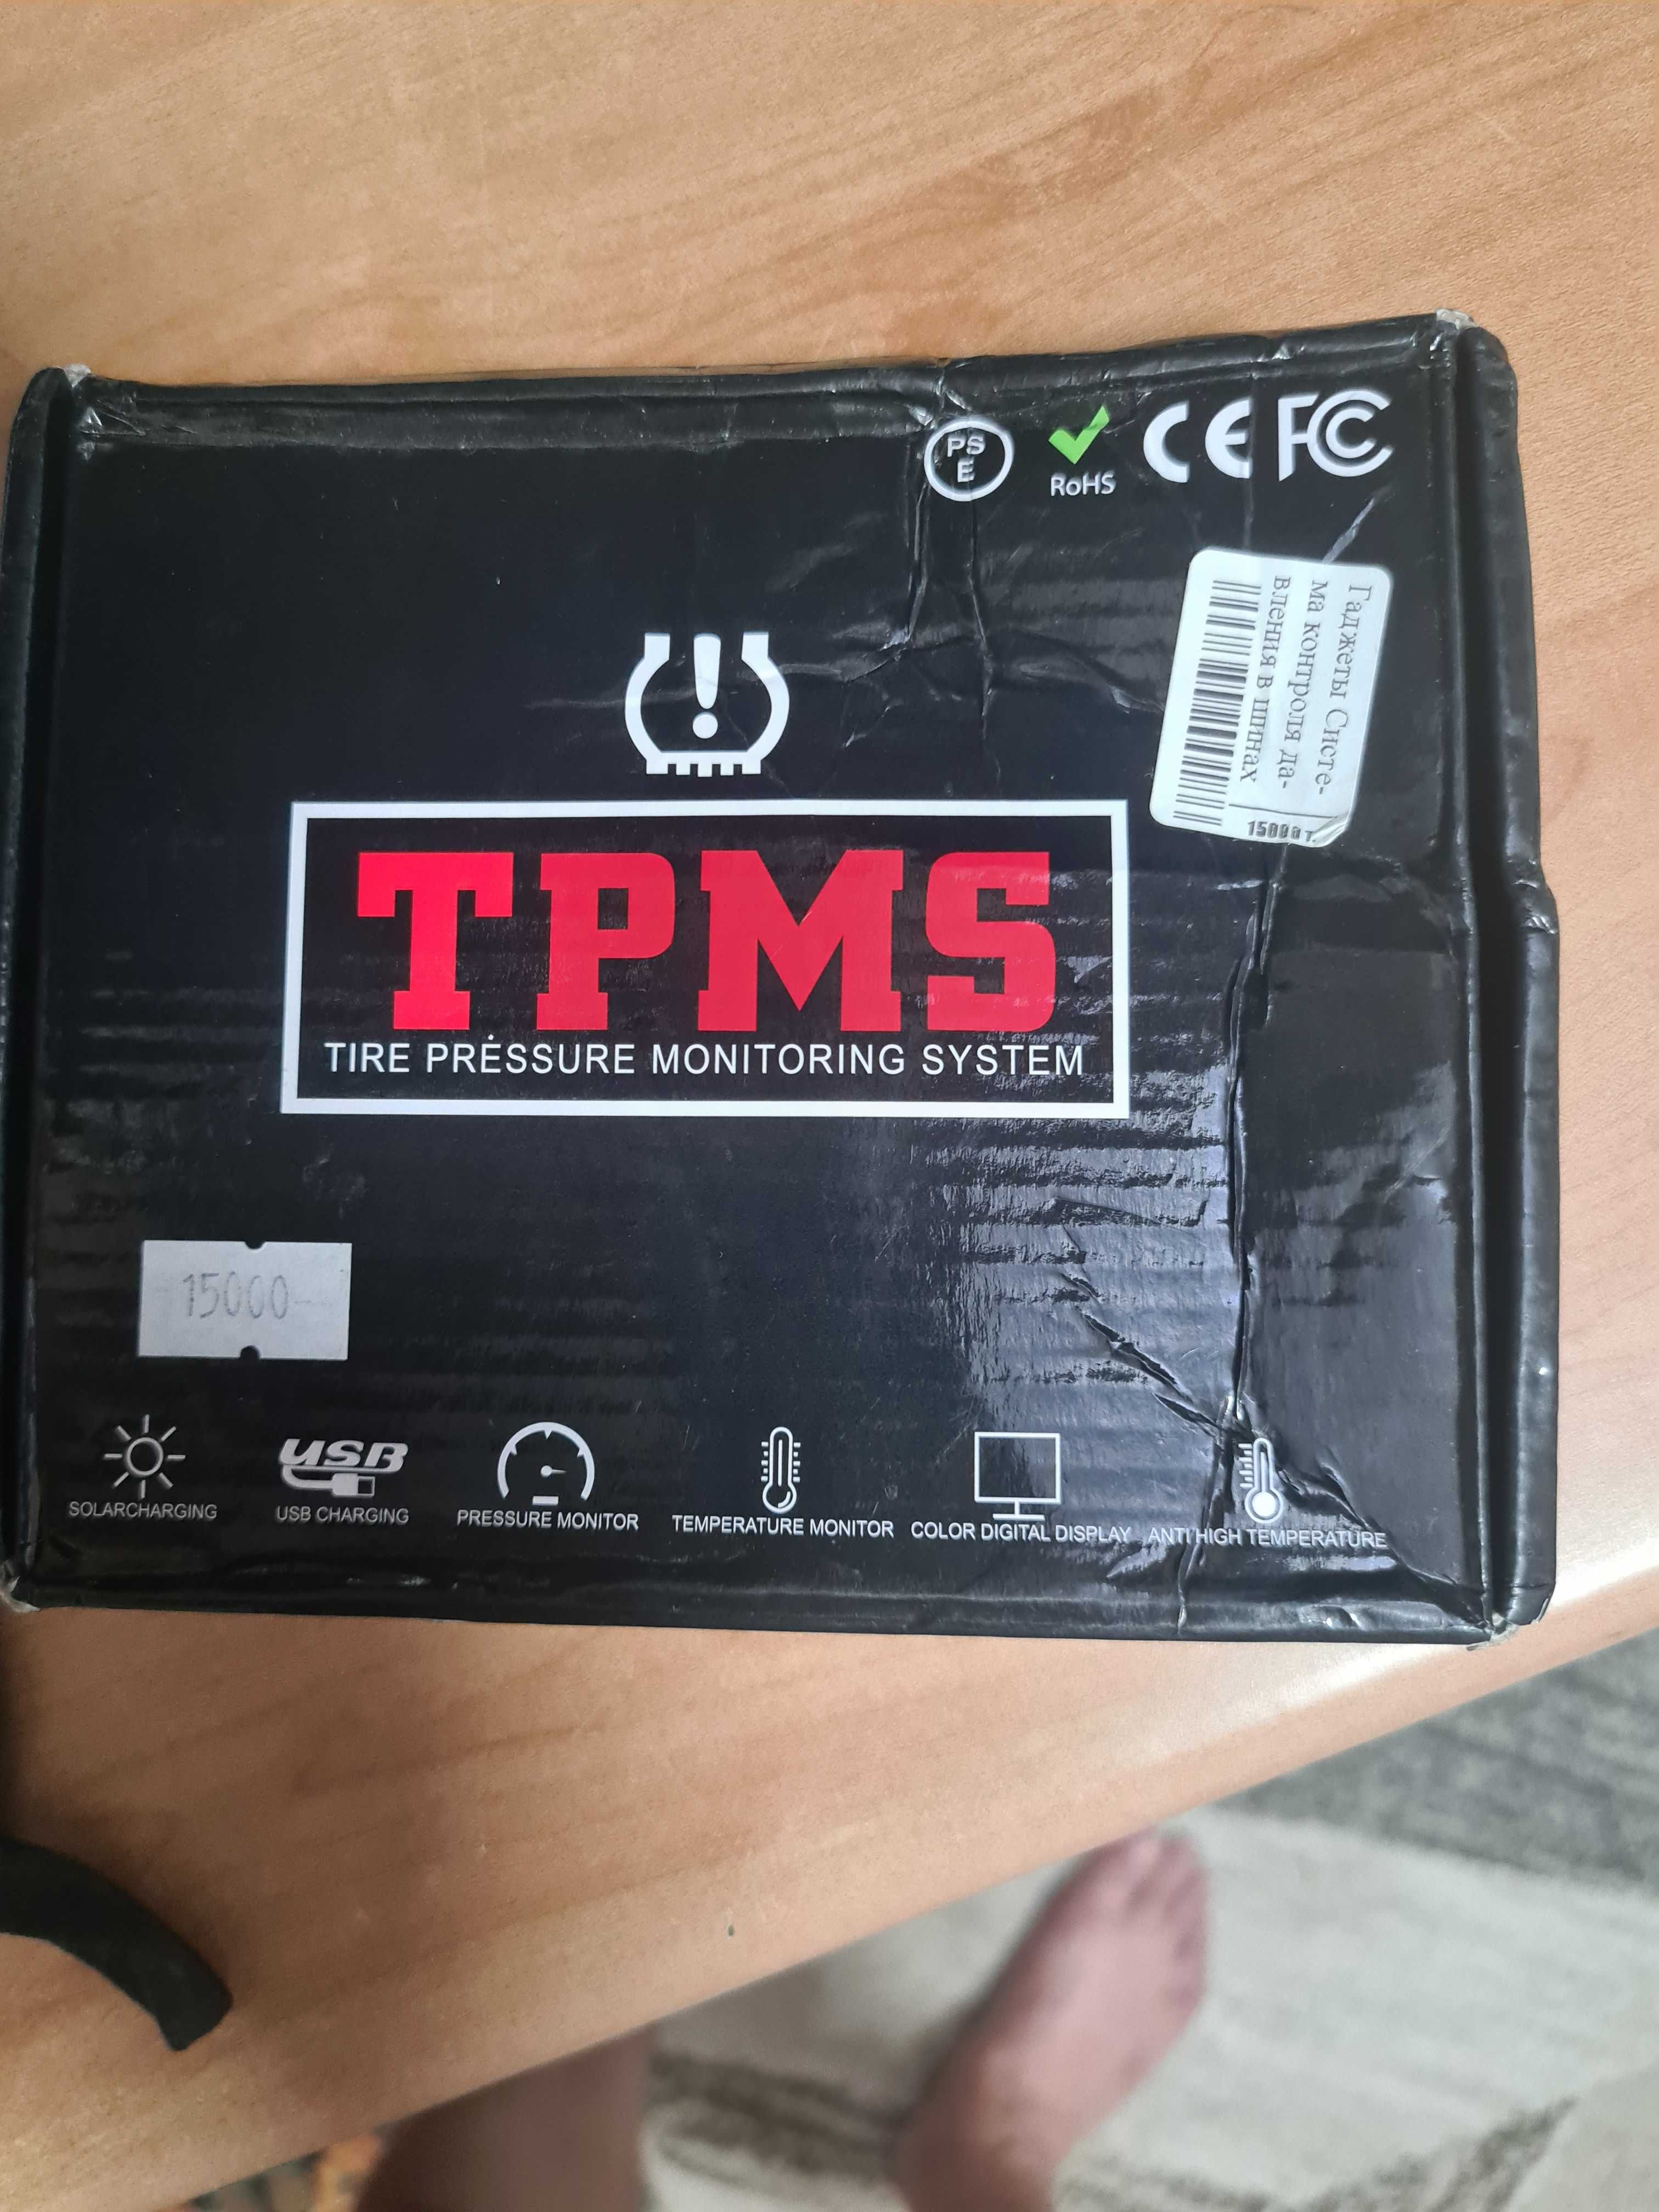 PS
E
RoHS
CE FC
Гаджеты Систе-
ма контроля да-
вления в шинах
15000 т
TPMS
TIRE PRESSURE MONITORING SYSTEM
15000-
USB
SOLARCHARGING
USB CHARGING
PRESSURE MONITOR
TEMPERATURE MONITOR
COLOR DIGITAL DISPLAY
ANTI HIGH TEMPERATURE